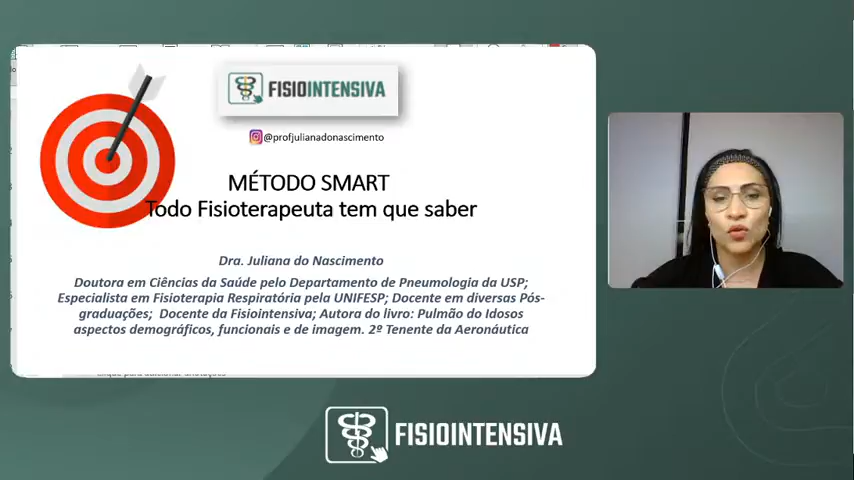 FISIOINTENSIVA
@profjulianadonascimento
MÉTODO SMART
Todo Fisioterapeuta tem que saber
Dra. Juliana do Nascimento
Doutora em Ciências da Saúde pelo Departamento de Pneumologia da USP;
Especialista em Fisioterapia Respiratória pela UNIFESP; Docente em diversas Pós-
graduações; Docente da Fisiointensiva; Autora do livro: Pulmão do Idosos
aspectos demográficos, funcionais e de imagem. 2º Tenente da Aeronáutica
FISIOINTENSIVA